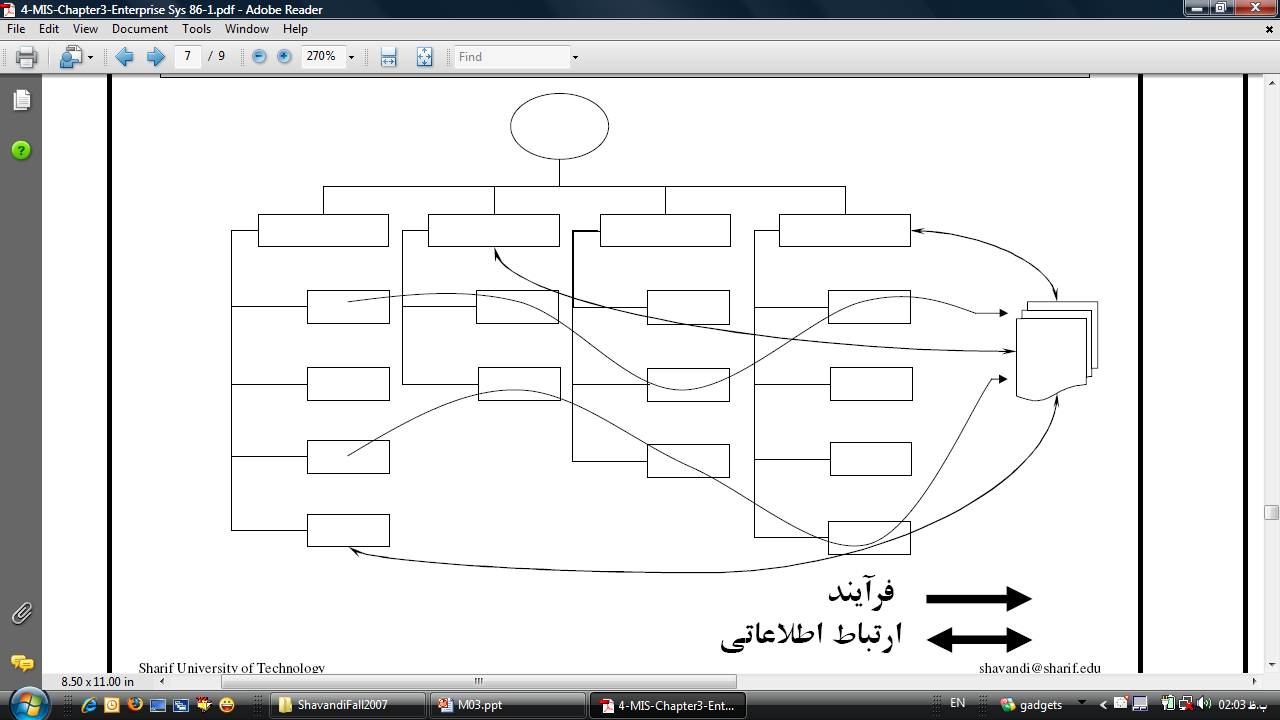 4-MIS-Chapter3-Enterprise Sys 86-1.pdf - Adobe Reader
File Edit View Document Tools Window Help
7 / 9 270% Find
فرآیند
ارتباط اطلاعاتی
Sharif University of Technology shavandi@sharif.edu
8.50 x 11.00 in
ShavandiFall2007 M03.ppt 4-MIS-Chapter3-Ent... EN gadgets 02:03 ب.ظ